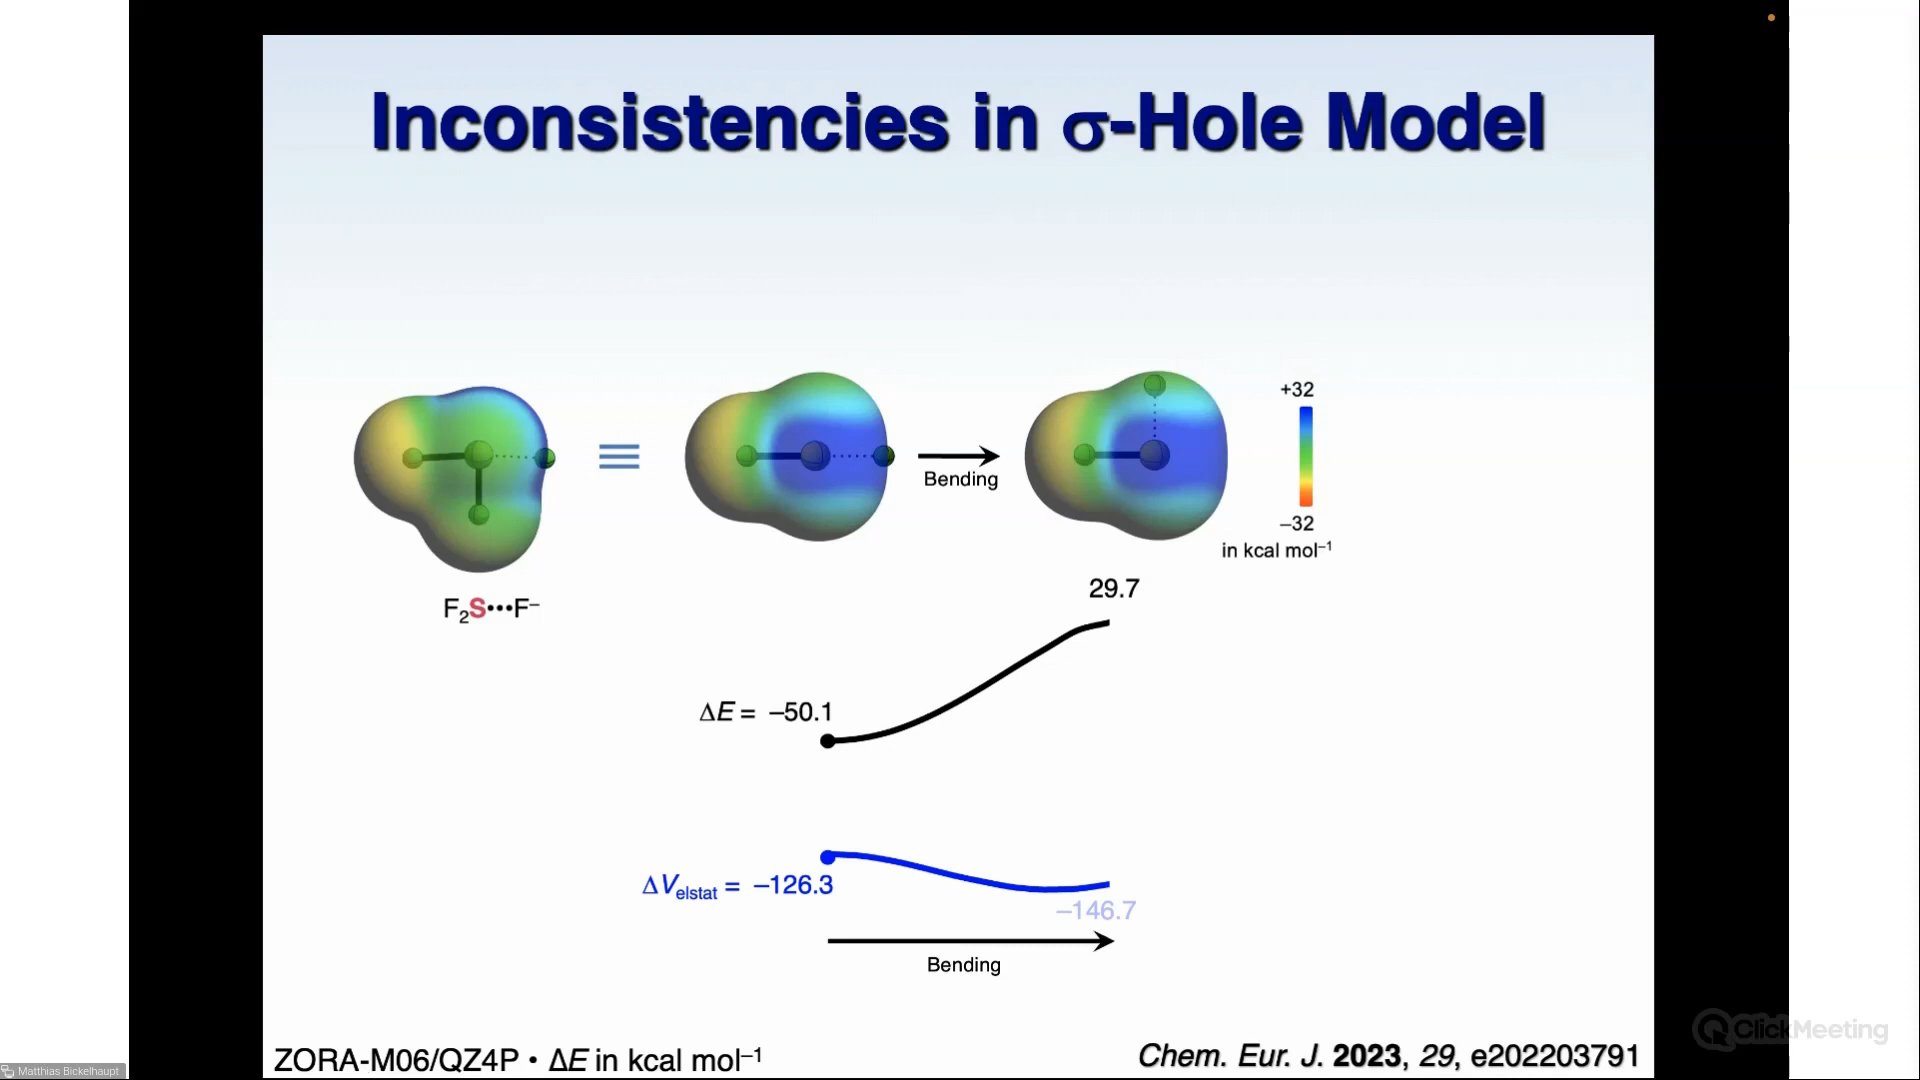 Inconsistencies in σ-Hole Model
+32
−32
in kcal mol⁻¹
≡
Bending
F₂S•••F⁻
29.7
ΔE = −50.1
ΔV_elstat = −126.3
−146.7
Bending
ZORA-M06/QZ4P • ΔE in kcal mol⁻¹
Chem. Eur. J. 2023, 29, e202203791
ClickMeeting
Matthias Bickelhaupt